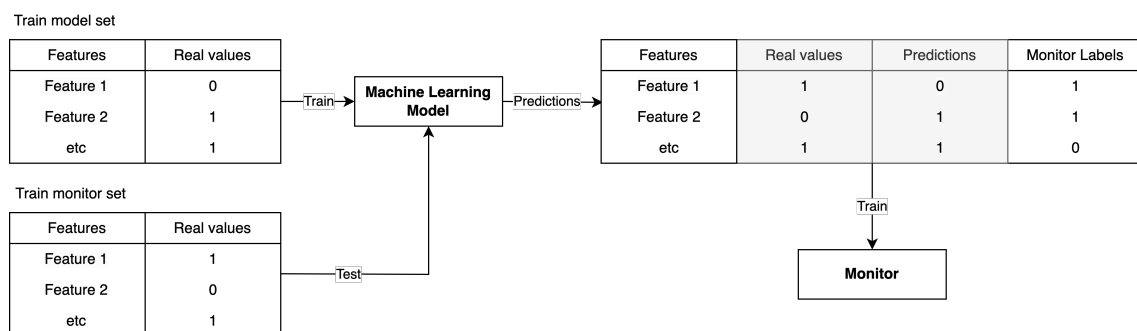 Train model set
Features Real values
Feature 1 0
Feature 2 1
etc 1
Train
Machine Learning
Model
Predictions
Features Real values Predictions Monitor Labels
Feature 1 1 0 1
Feature 2 0 1 1
etc 1 1 0
Train monitor set
Features Real values
Feature 1 1
Feature 2 0
etc 1
Test
Train
Monitor